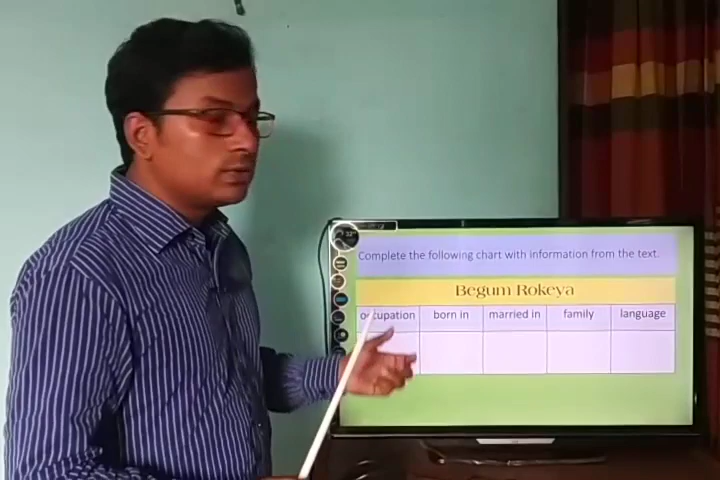 Complete the following chart with information from the text.
Begum Rokeya
occupation born in married in family language